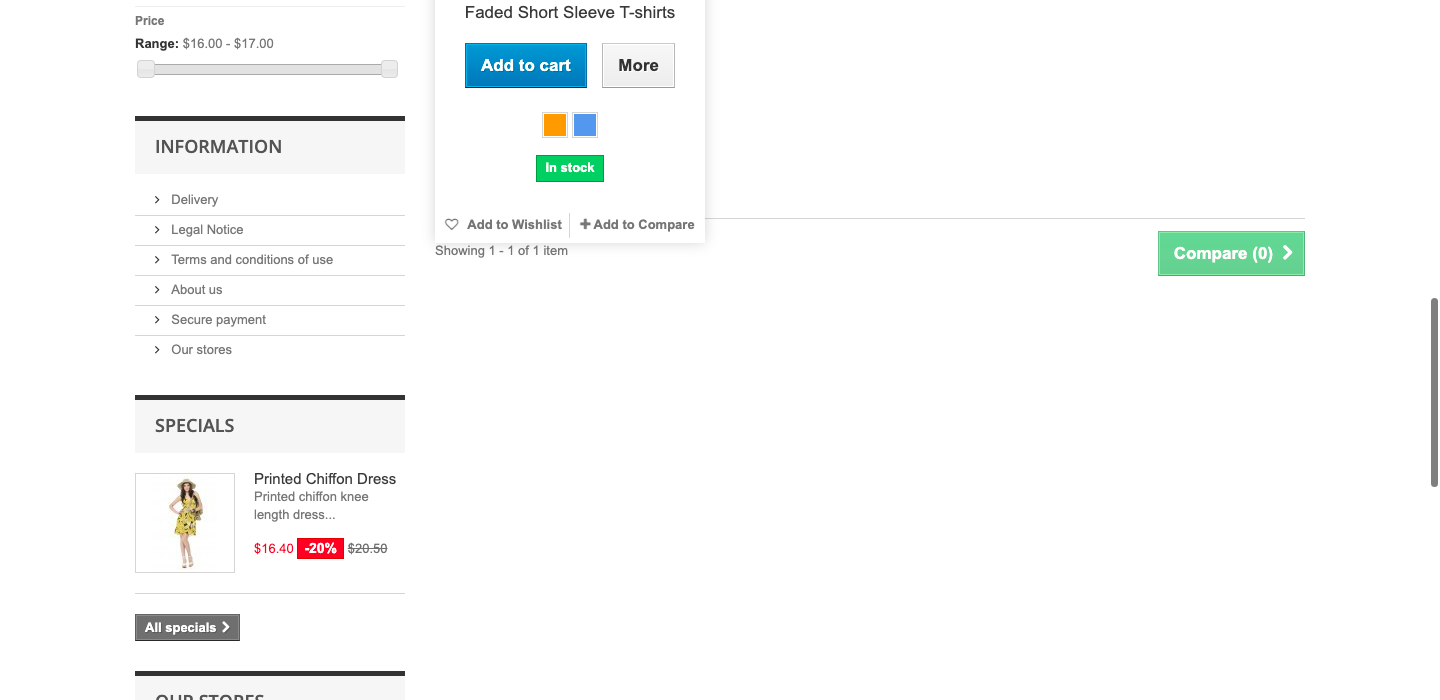 Price
Range: $16.00 - $17.00
INFORMATION
Delivery
Legal Notice
Terms and conditions of use
About us
Secure payment
Our stores
SPECIALS
Printed Chiffon Dress
Printed chiffon knee
length dress...
$16.40 -20% $20.50
All specials
OUR STORES
Faded Short Sleeve T-shirts
Add to cart More
In stock
Add to Wishlist Add to Compare
Showing 1 - 1 of 1 item
Compare (0)